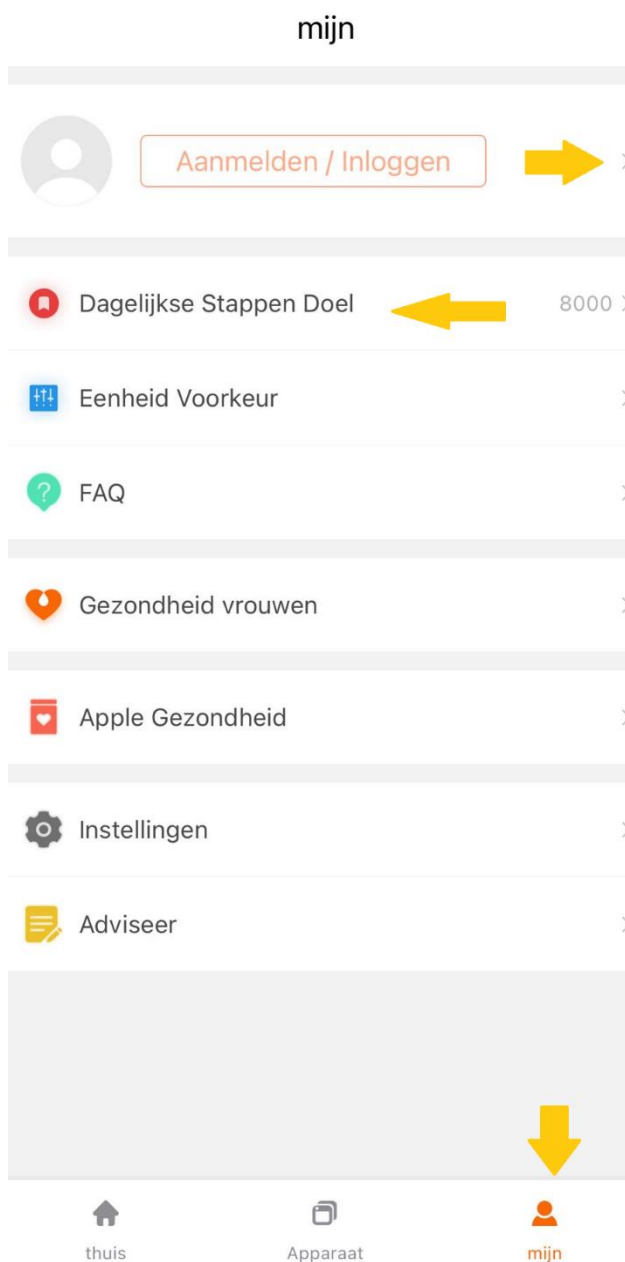 mijn
Aanmelden / Inloggen
Dagelijkse Stappen Doel 8000
Eenheid Voorkeur
FAQ
Gezondheid vrouwen
Apple Gezondheid
Instellingen
Adviseer
thuis Apparaat mijn